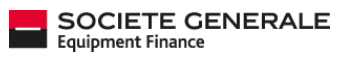 SOCIETE GENERALE
Equipment Finance